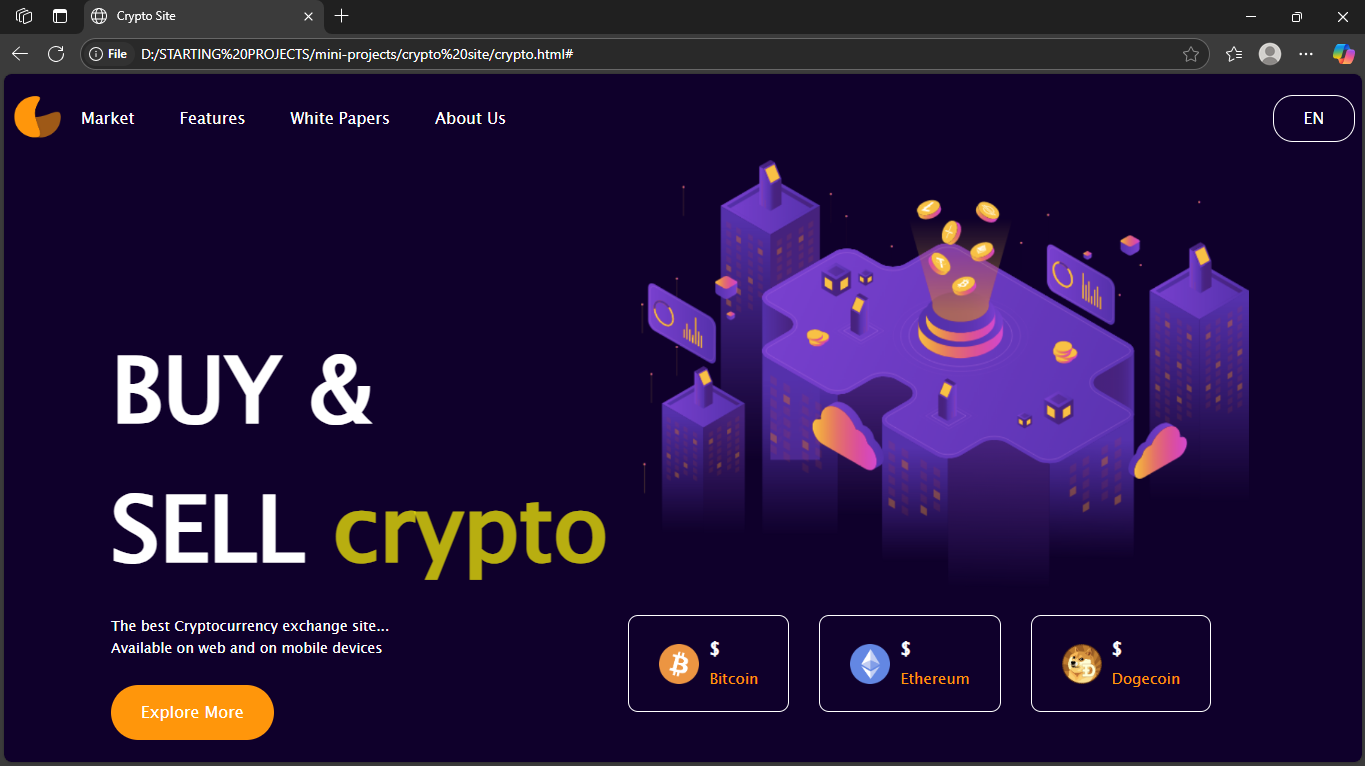 Crypto Site
File D:/STARTING%20PROJECTS/mini-projects/crypto%20site/crypto.html#
Market Features White Papers About Us EN
BUY &
SELL crypto
The best Cryptocurrency exchange site...
Available on web and on mobile devices
Explore More
$
Bitcoin
$
Ethereum
$
Dogecoin